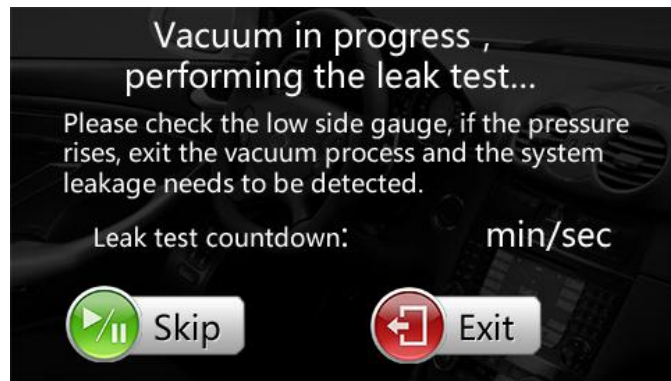 Vacuum in progress ,
performing the leak test...
Please check the low side gauge, if the pressure
rises, exit the vacuum process and the system
leakage needs to be detected.
Leak test countdown: min/sec
Skip Exit